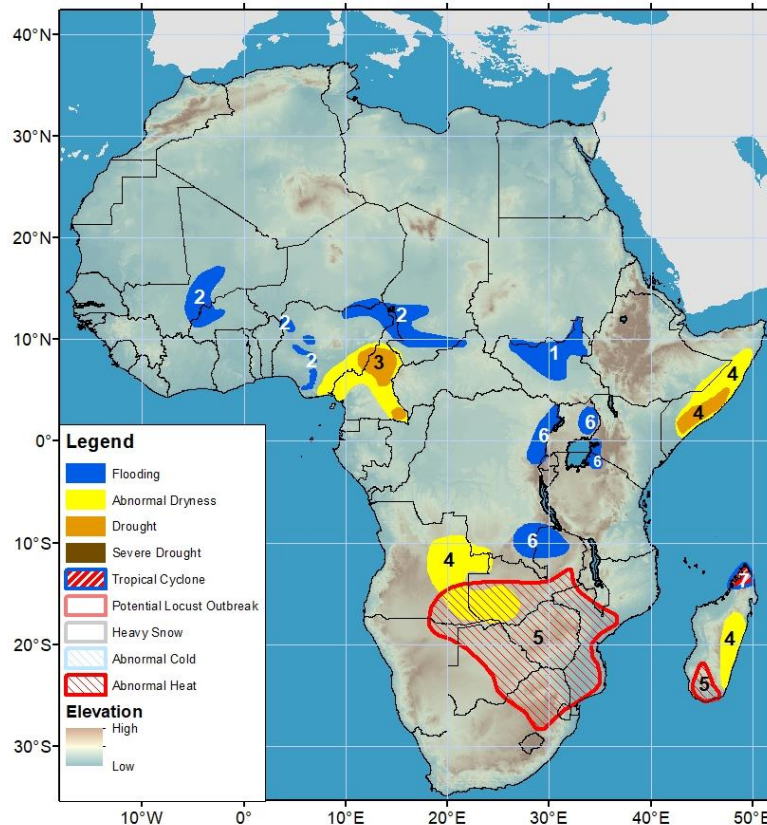 40°N
30°N
20°N
10°N
0°
10°S
20°S
30°S
2
2
2
2
1
3
4
4
6
6
6
6
4
7
5
4
5
Legend
Flooding
Abnormal Dryness
Drought
Severe Drought
Tropical Cyclone
Potential Locust Outbreak
Heavy Snow
Abnormal Cold
Abnormal Heat
Elevation
High
Low
10°W
0°
10°E
20°E
30°E
40°E
50°E